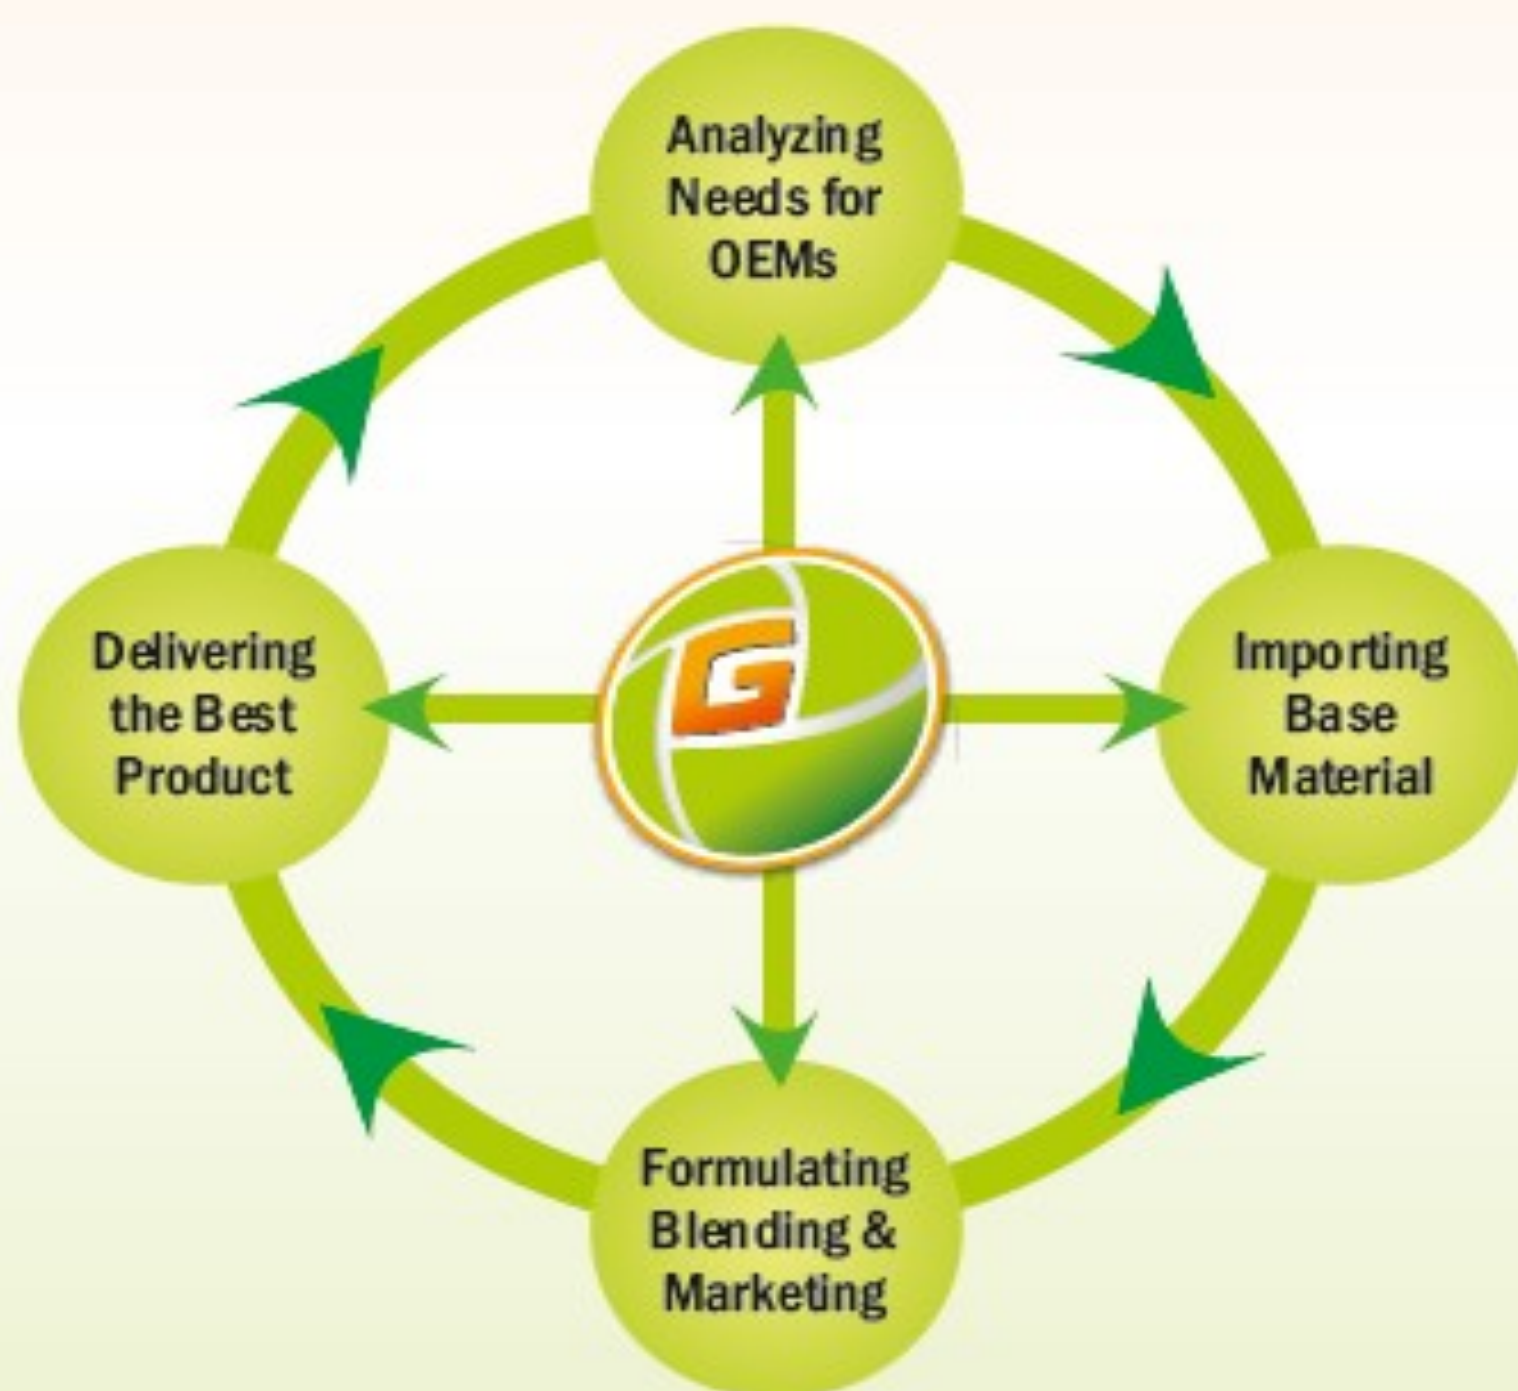 Analyzing
Needs for
OEMs
Delivering
the Best
Product
G
Importing
Base
Material
Formulating
Blending &
Marketing